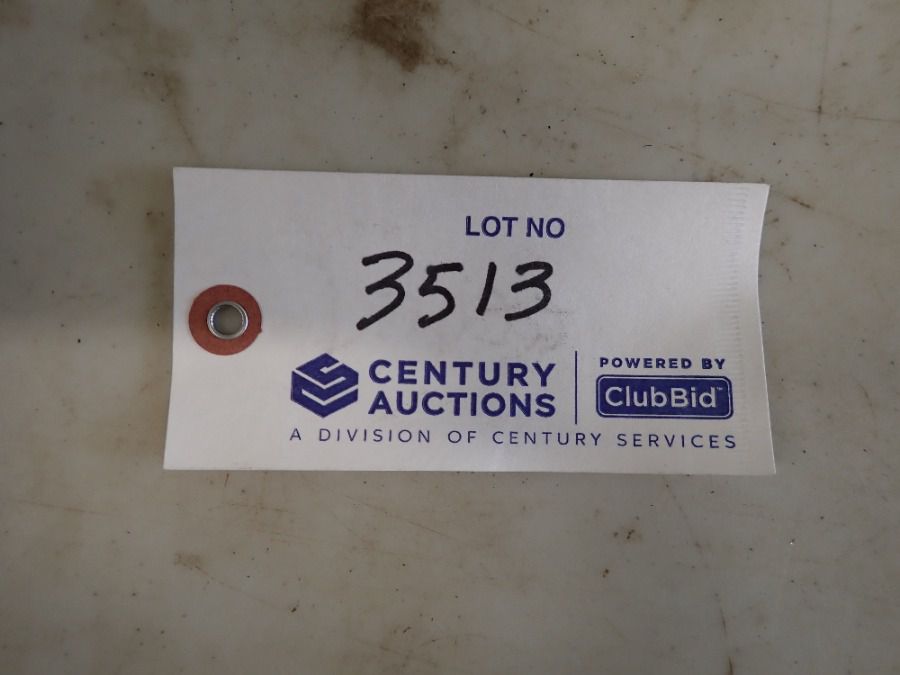 LOT NO
3513
CENTURY
AUCTIONS
POWERED BY
ClubBid™
A DIVISION OF CENTURY SERVICES